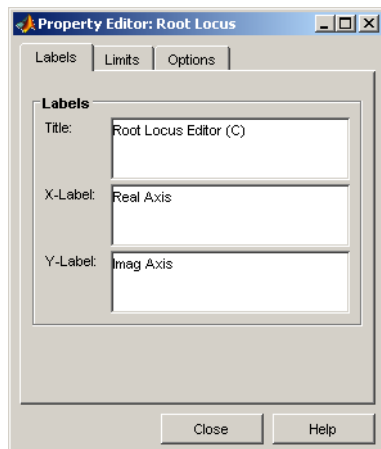 Property Editor: Root Locus
Labels Limits Options
Labels
Title: Root Locus Editor (C)
X-Label: Real Axis
Y-Label: Imag Axis
Close Help